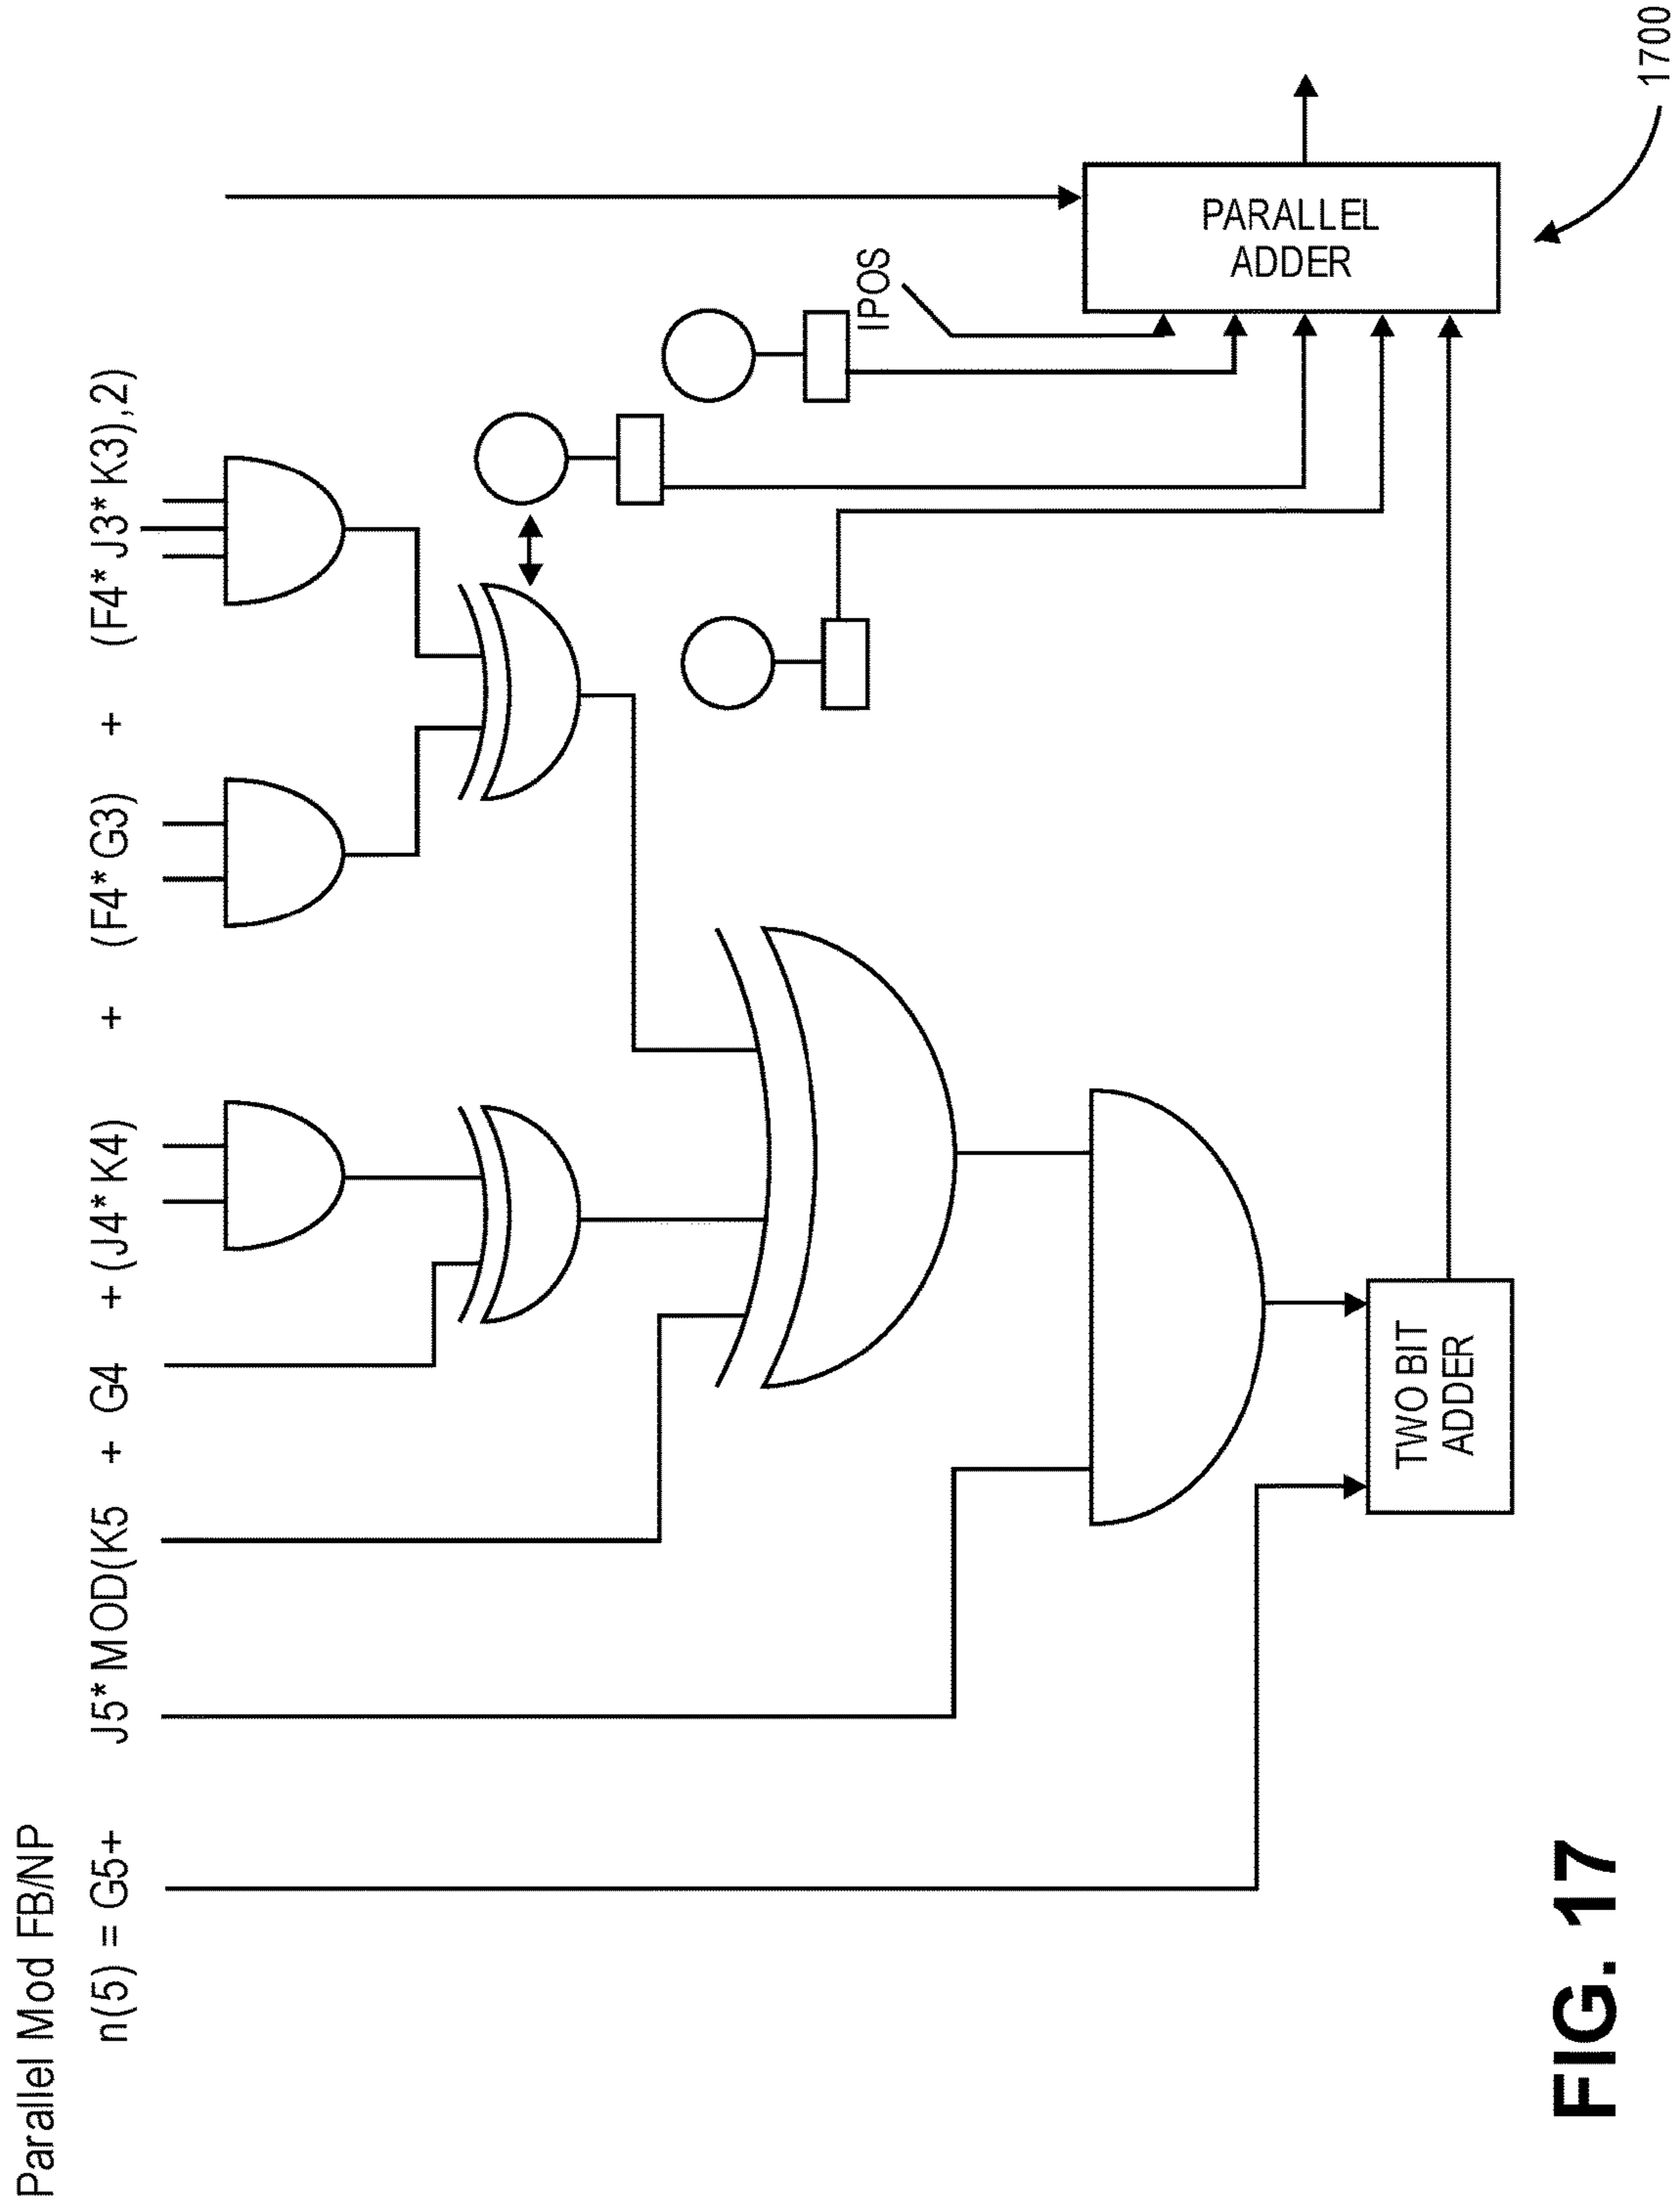 Parallel Mod FB/NP
n(5) = G5+ J5* MOD(K5 + G4 + (J4* K4) + (F4* G3) + (F4* J3* K3),2)
IPOS
PARALLEL
ADDER
TWO BIT
ADDER
1700
FIG. 17